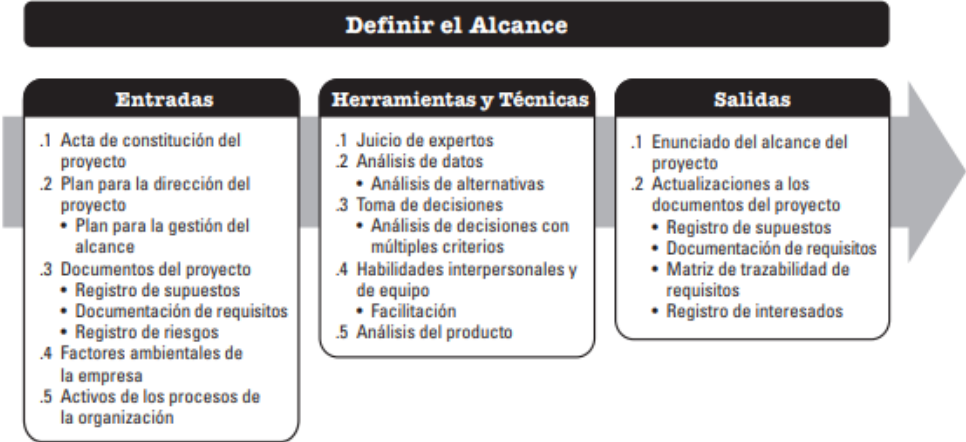 Definir el Alcance
Entradas
.1 Acta de constitución del
proyecto
.2 Plan para la dirección del
proyecto
• Plan para la gestión del
alcance
.3 Documentos del proyecto
• Registro de supuestos
• Documentación de requisitos
• Registro de riesgos
.4 Factores ambientales de
la empresa
.5 Activos de los procesos de
la organización
Herramientas y Técnicas
.1 Juicio de expertos
.2 Análisis de datos
• Análisis de alternativas
.3 Toma de decisiones
• Análisis de decisiones con
múltiples criterios
.4 Habilidades interpersonales y
de equipo
• Facilitación
.5 Análisis del producto
Salidas
.1 Enunciado del alcance del
proyecto
.2 Actualizaciones a los
documentos del proyecto
• Registro de supuestos
• Documentación de requisitos
• Matriz de trazabilidad de
requisitos
• Registro de interesados